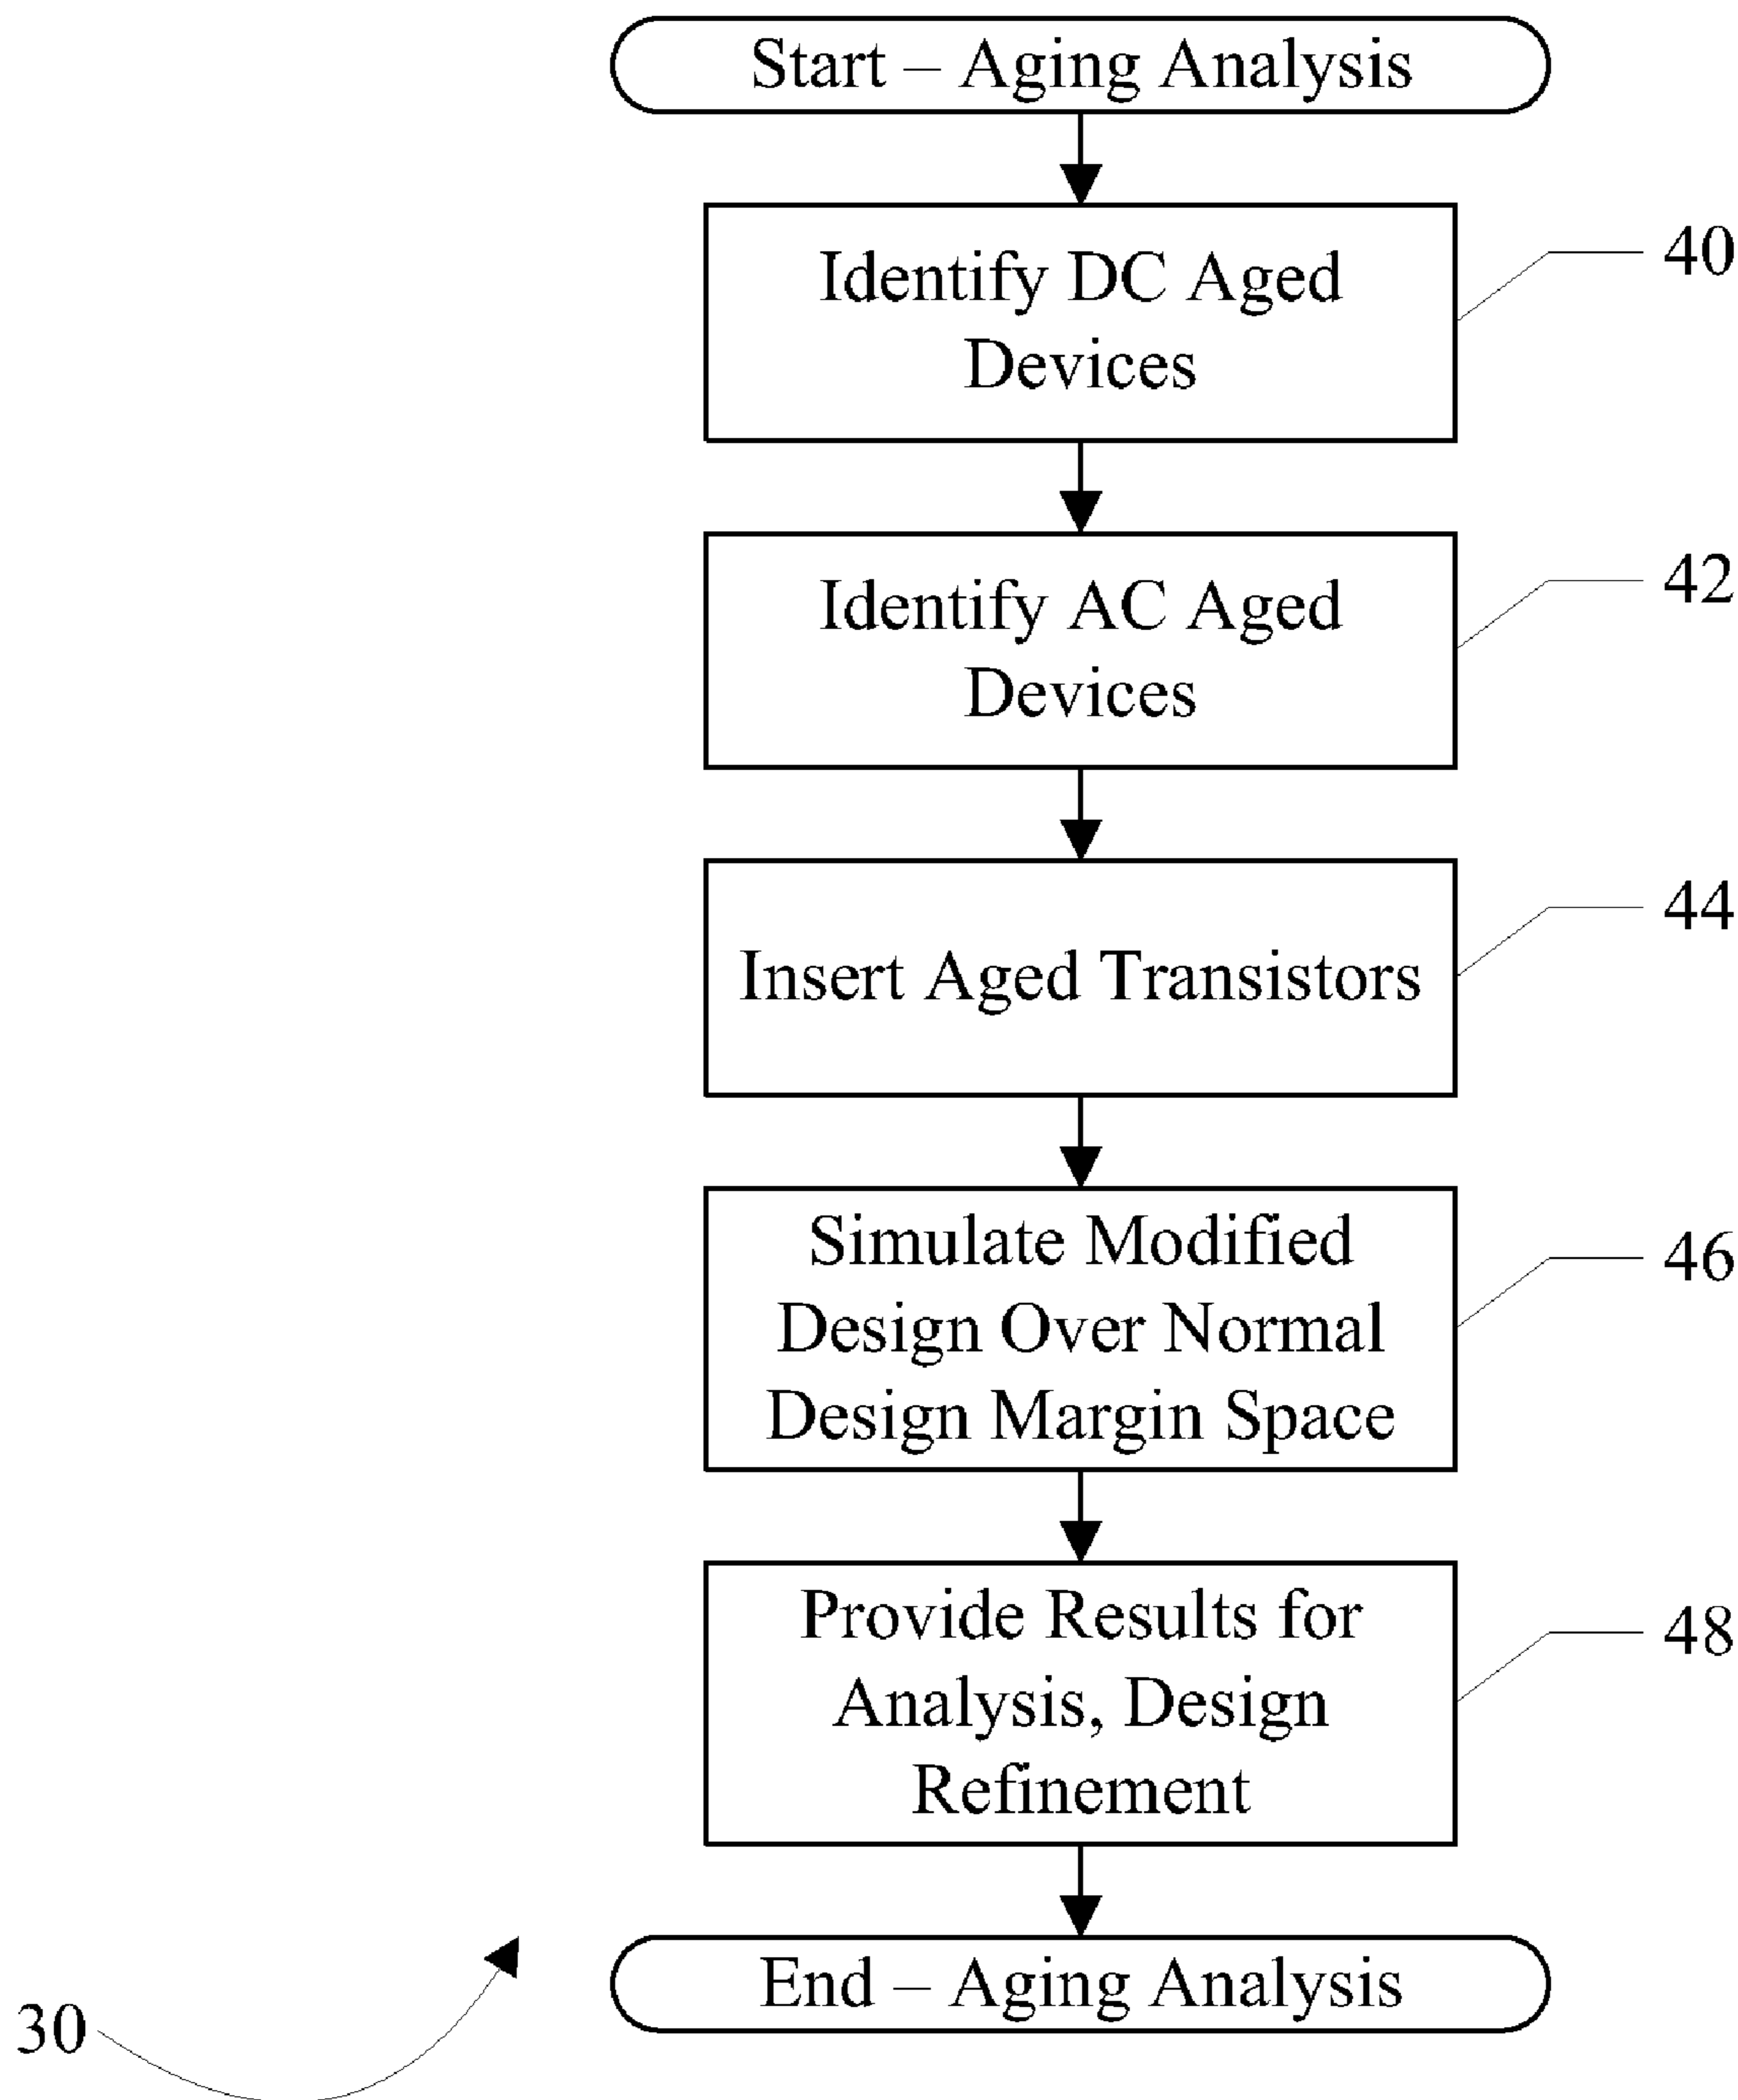 Start – Aging Analysis
Identify DC Aged
Devices
40
Identify AC Aged
Devices
42
Insert Aged Transistors
44
Simulate Modified
Design Over Normal
Design Margin Space
46
Provide Results for
Analysis, Design
Refinement
48
End – Aging Analysis
30